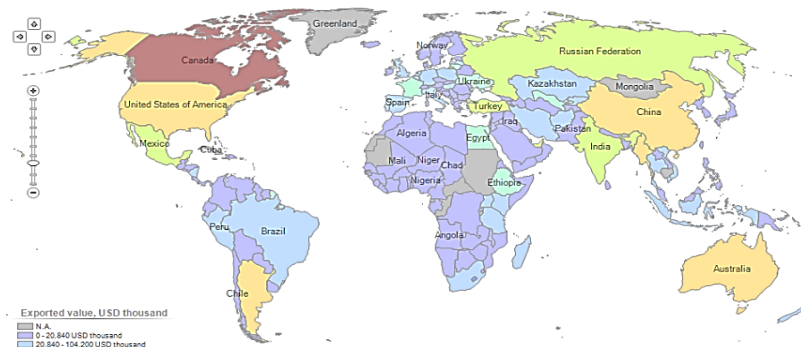 Greenland
Norway
Russian Federation
Canada
Ukraine
Kazakhstan
Mongolia
Italy
Spain
Turkey
United States of America
China
Iraq
Pakistan
Algeria
Egypt
Mexico
Cuba
India
Mali
Niger
Chad
Nigeria
Ethiopia
Peru
Brazil
Angola
Australia
Chile
Exported value, USD thousand
N.A.
0 - 20,840 USD thousand
20,840 - 104,200 USD thousand